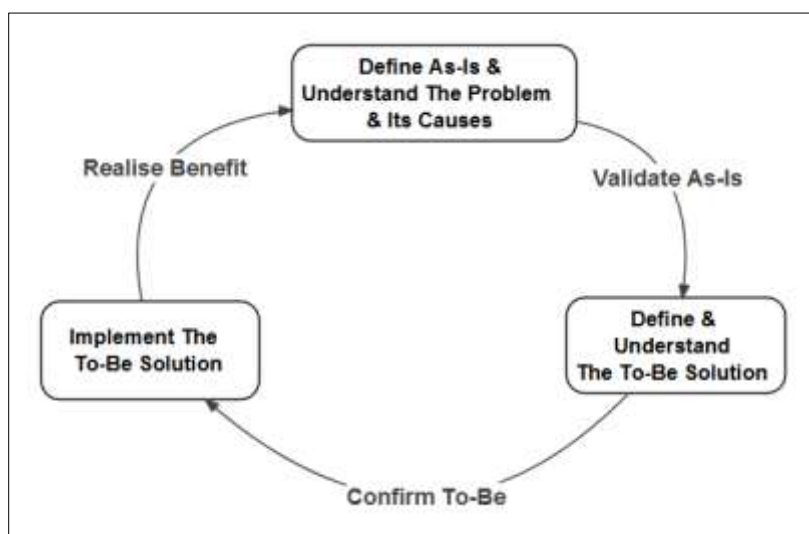 Define As-Is &
Understand The Problem
& Its Causes
Realise Benefit
Validate As-Is
Implement The
To-Be Solution
Define &
Understand
The To-Be Solution
Confirm To-Be